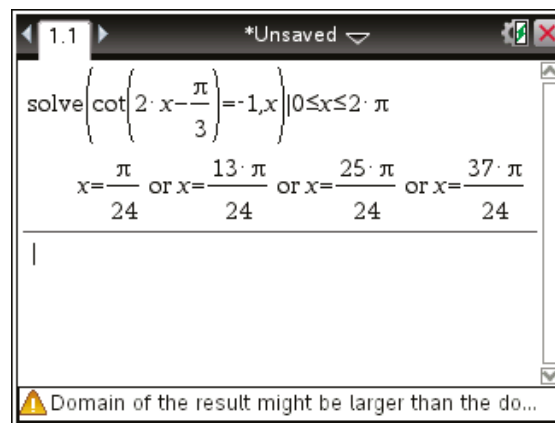 1.1 *Unsaved
solve(cot(2·x−π/3)=-1,x)|0≤x≤2·π
x=π/24 or x=13·π/24 or x=25·π/24 or x=37·π/24
Domain of the result might be larger than the do...